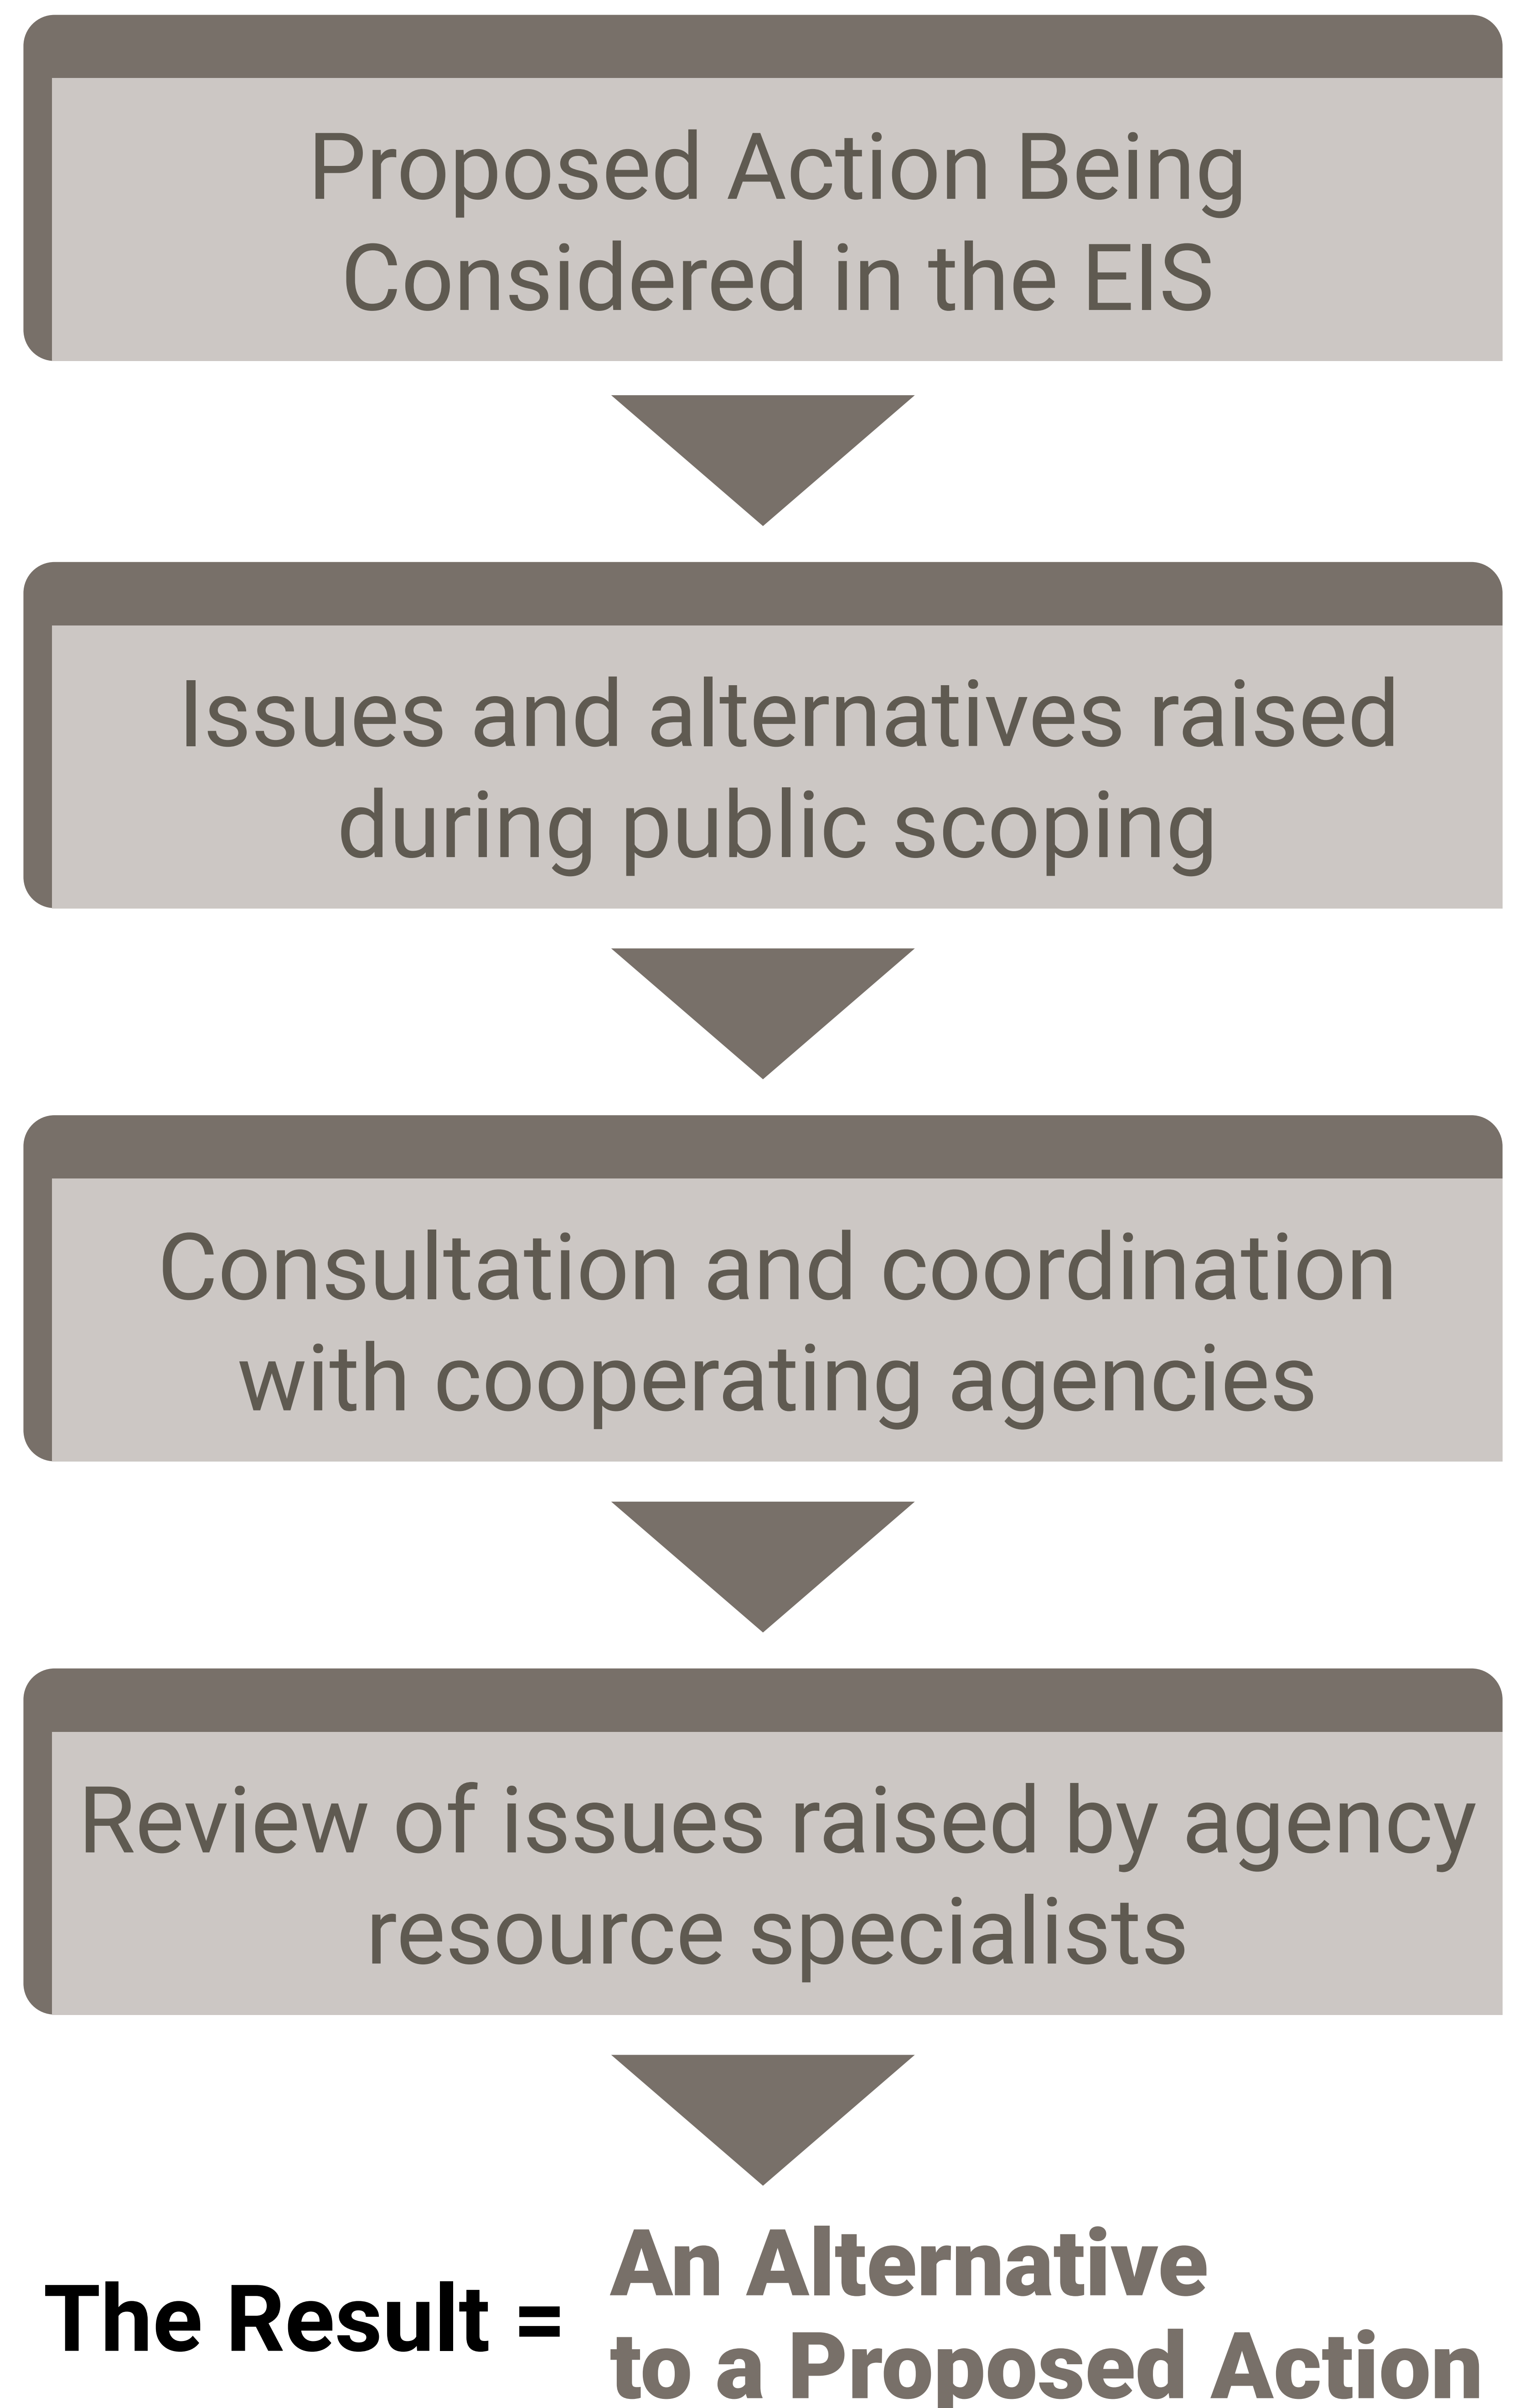 Proposed Action Being
Considered in the EIS
Issues and alternatives raised
during public scoping
Consultation and coordination
with cooperating agencies
Review of issues raised by agency
resource specialists
The Result =
An Alternative
to a Proposed Action